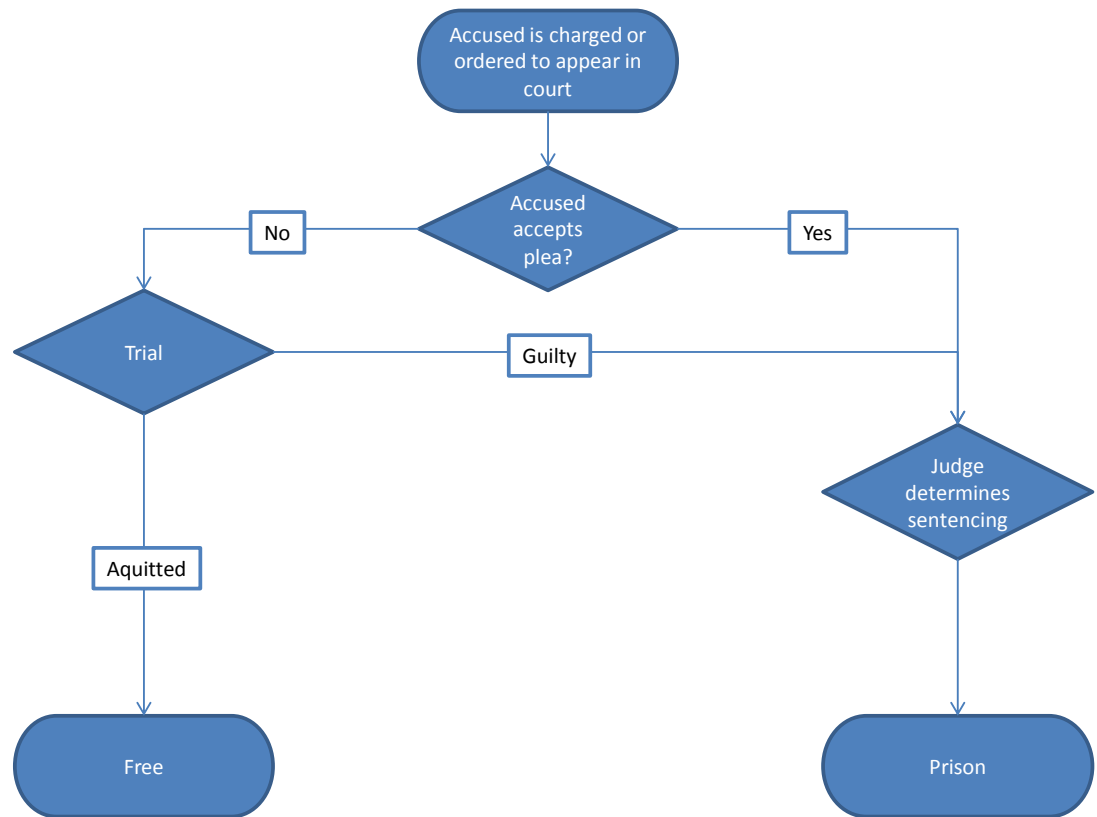 Accused is charged or
ordered to appear in
court
Accused
accepts
plea?
No
Yes
Trial
Guilty
Judge
determines
sentencing
Aquitted
Free
Prison